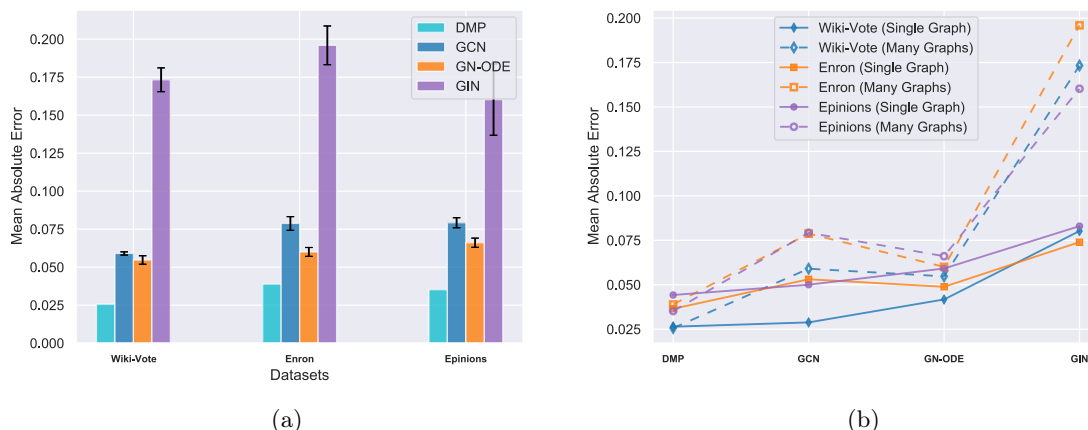 0.200
0.175
0.150
0.125
0.100
0.075
0.050
0.025
0.000
Mean Absolute Error
DMP
GCN
GN-ODE
GIN
Wiki-Vote
Enron
Epinions
Datasets
(a)
0.200
0.175
0.150
0.125
0.100
0.075
0.050
0.025
Mean Absolute Error
Wiki-Vote (Single Graph)
Wiki-Vote (Many Graphs)
Enron (Single Graph)
Enron (Many Graphs)
Epinions (Single Graph)
Epinions (Many Graphs)
DMP
GCN
GN-ODE
GIN
(b)